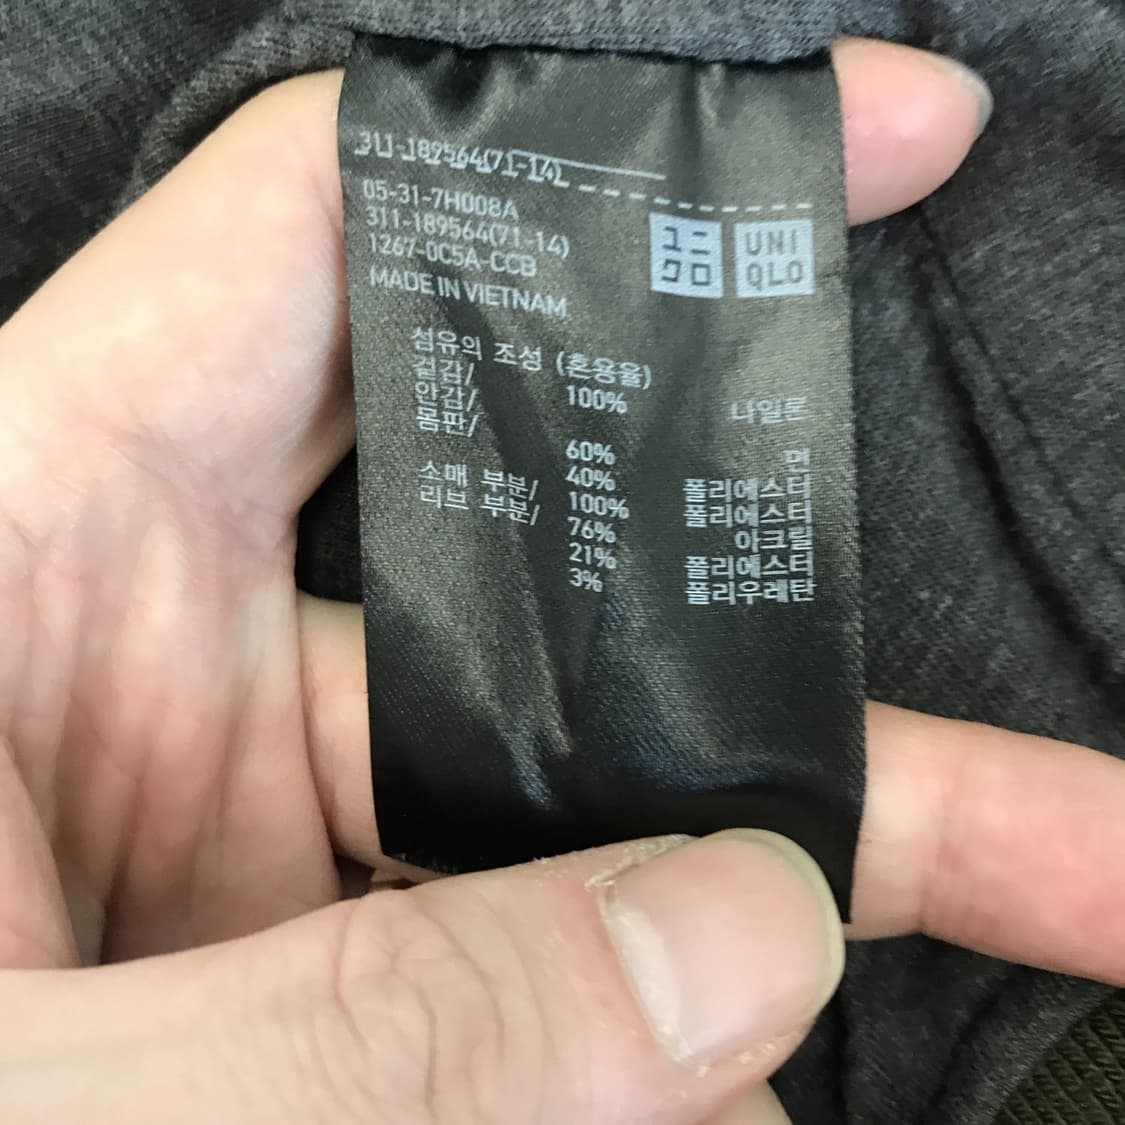 311-189564(71-14)
05-31-7H008A
311-189564(71-14)
1267-0C5A-CCB
MADE IN VIETNAM
ユニ
クロ
UNI
QLO
섬유의 조성 (혼용율)
겉감/ 100% 나일론
안감/
몸판/ 60% 면
40% 폴리에스터
소매 부분/ 100% 폴리에스터
리브 부분/ 76% 아크릴
21% 폴리에스터
3% 폴리우레탄